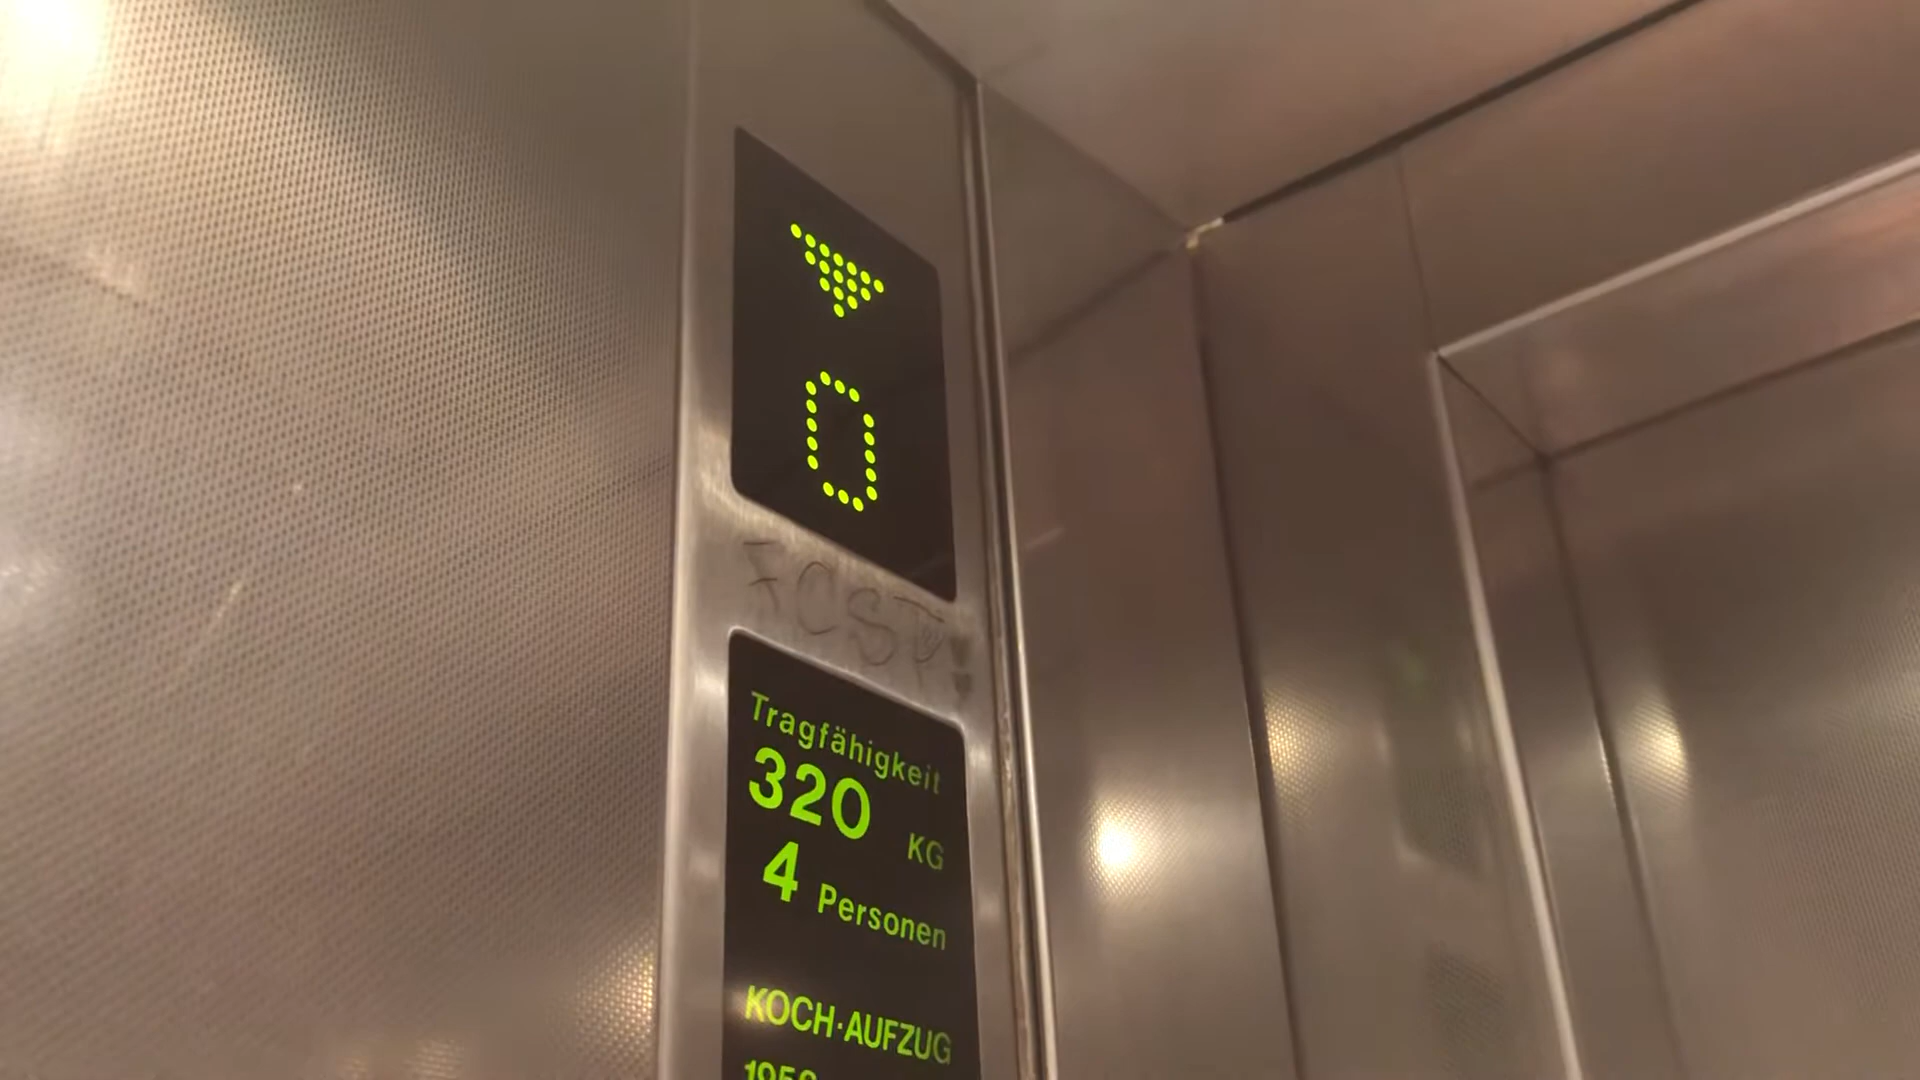 0
FCSP!
Tragfähigkeit
320 KG
4 Personen
KOCH·AUFZUG